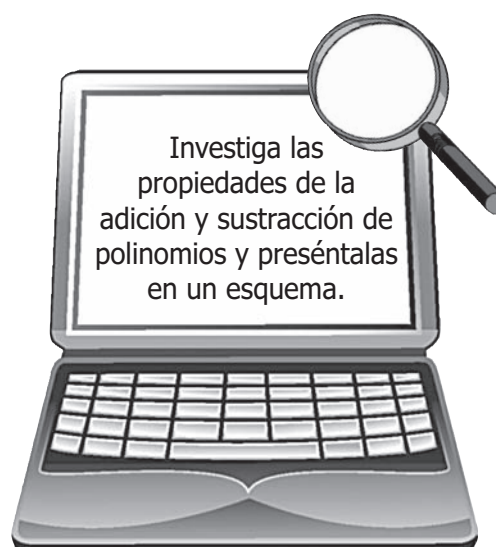 Investiga las
propiedades de la
adición y sustracción de
polinomios y preséntalas
en un esquema.